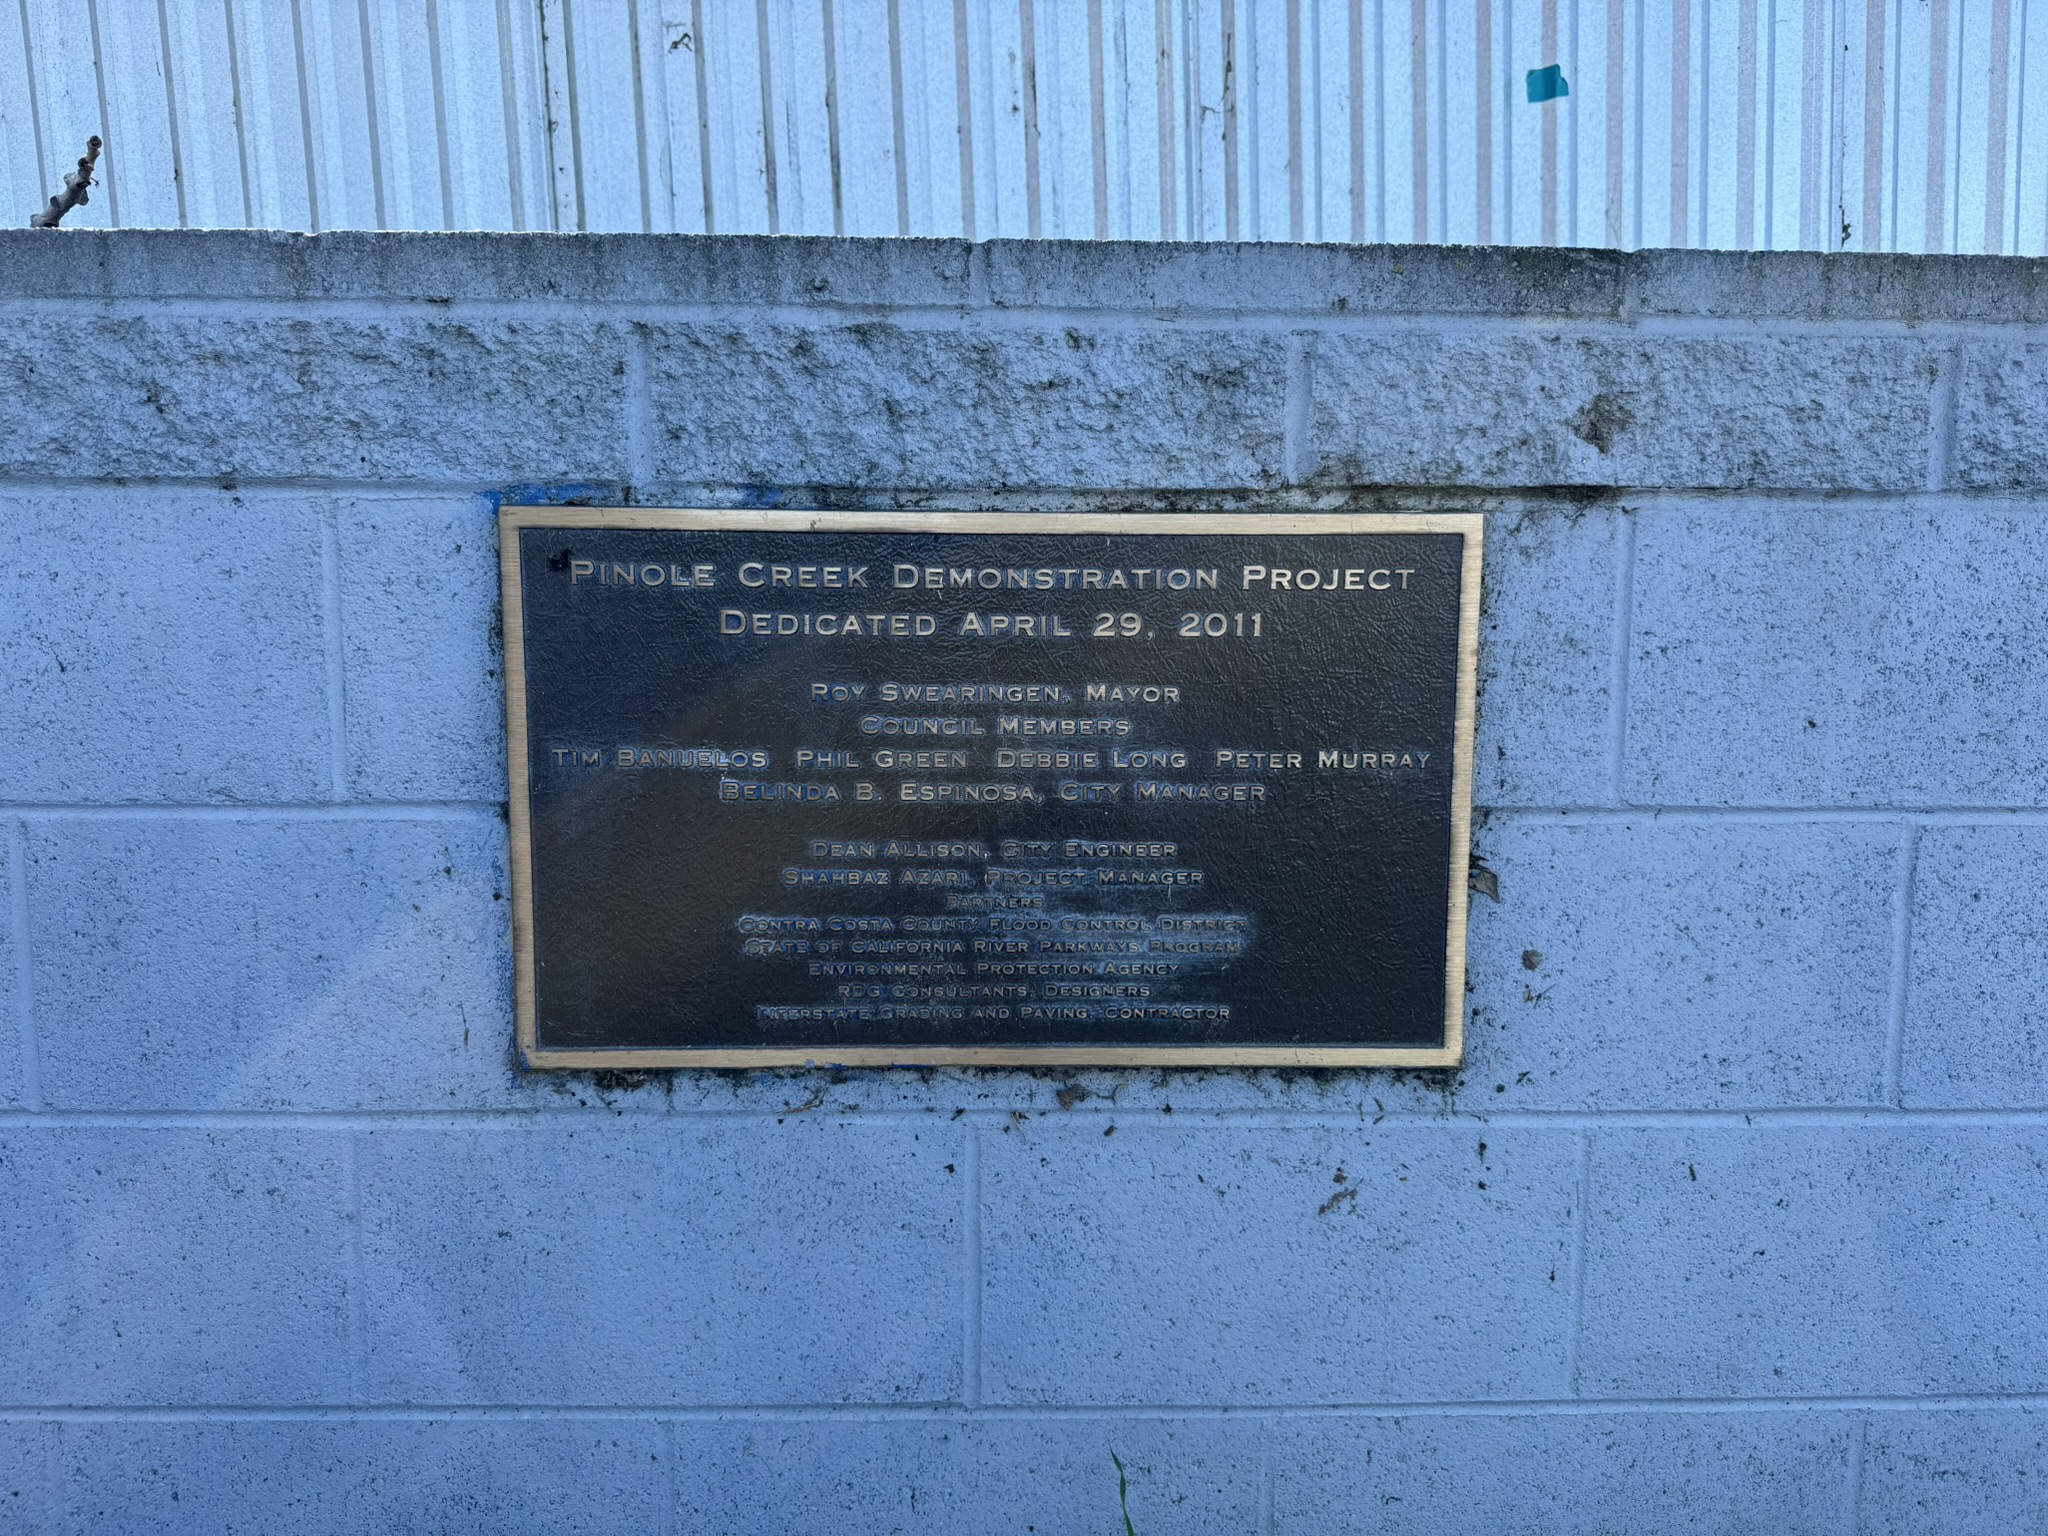 PINOLE CREEK DEMONSTRATION PROJECT
DEDICATED APRIL 29, 2011
ROY SWEARINGEN, MAYOR
COUNCIL MEMBERS
TIM BANUELOS PHIL GREEN DEBBIE LONG PETER MURRAY
BELINDA B. ESPINOSA, CITY MANAGER
DEAN ALLISON, CITY ENGINEER
SHAHBAZ AZARI, PROJECT MANAGER
PARTNERS
CONTRA COSTA COUNTY FLOOD CONTROL DISTRICT
STATE OF CALIFORNIA RIVER PARKWAYS PROGRAM
ENVIRONMENTAL PROTECTION AGENCY
CONSULTANTS, DESIGNERS
INTERSTATE GRADING AND PAVING, CONTRACTOR